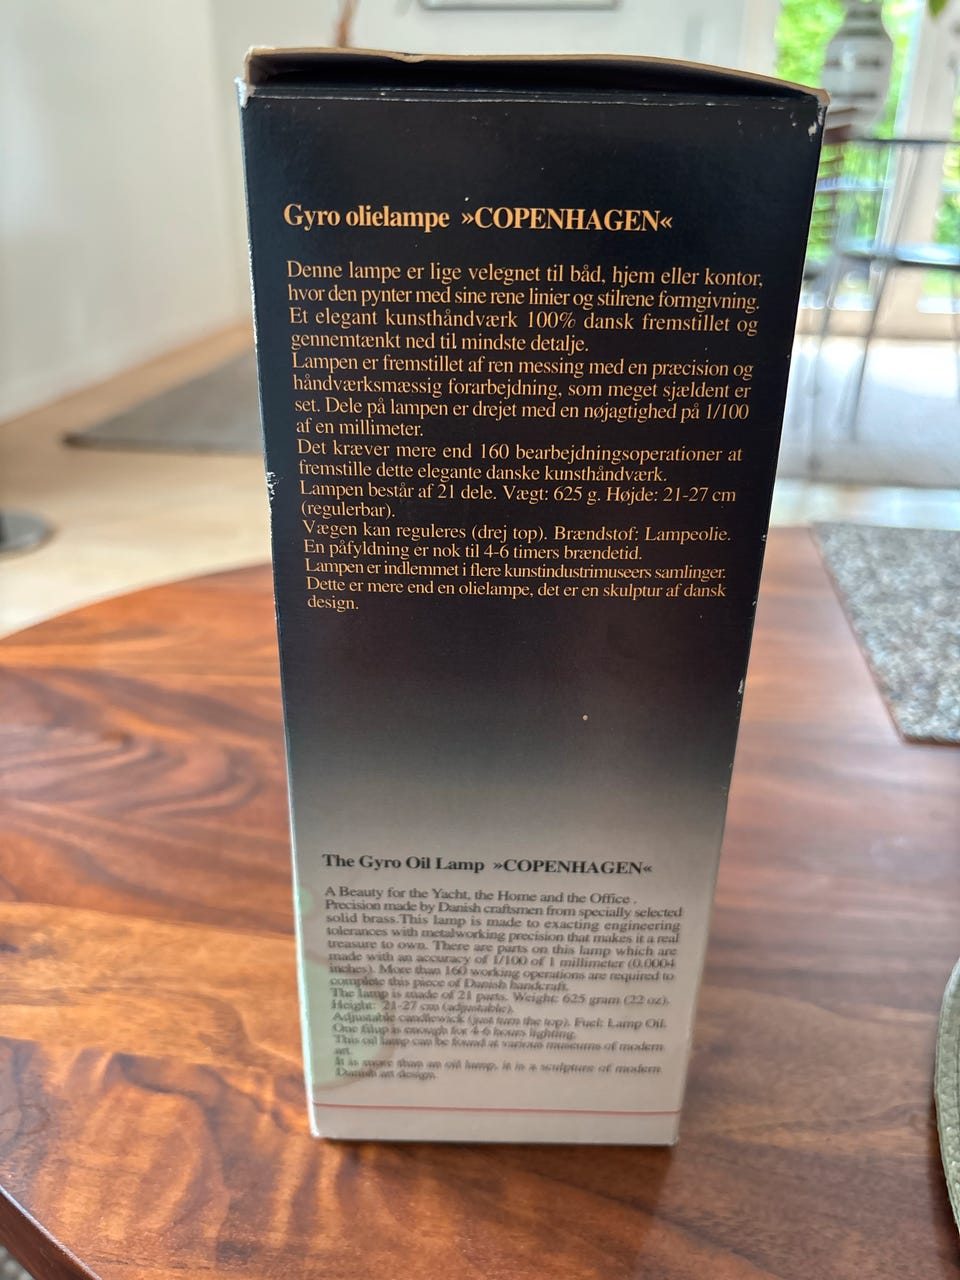 Gyro olielampe »COPENHAGEN«
Denne lampe er lige velegnet til båd, hjem eller kontor,
hvor den pynter med sine rene linier og stilrene formgivning.
Et elegant kunsthåndværk 100% dansk fremstillet og
gennemtænkt ned til mindste detalje.
Lampen er fremstillet af ren messing med en præcision og
håndværksmæssig forarbejdning, som meget sjældent er
set. Dele på lampen er drejet med en nøjagtighed på 1/100
af en millimeter.
Det kræver mere end 160 bearbejdningsoperationer at
fremstille dette elegante danske kunsthåndværk.
Lampen består af 21 dele. Vægt: 625 g. Højde: 21-27 cm
(regulerbar).
Vægen kan reguleres (drej top). Brændstof: Lampeolie.
En påfyldning er nok til 4-6 timers brændetid.
Lampen er indlemmet i flere kunstindustrimuseers samlinger.
Dette er mere end en olielampe, det er en skulptur af dansk
design.
The Gyro Oil Lamp »COPENHAGEN«
A Beauty for the Yacht, the Home and the Office .
Precision made by Danish craftsmen from specially selected
solid brass.This lamp is made to exacting engineering
tolerances with metalworking precision that makes it a real
treasure to own. There are parts on this lamp which are
made with an accuracy of 1/100 of 1 millimeter (0.0004
inches). More than 160 working operations are required to
complete this piece of Danish handcraft.
The lamp is made of 21 parts. Weight: 625 gram (22 oz).
Height: 21-27 cm (adjustable).
Adjustable candlewick (just turn the top). Fuel: Lamp Oil.
One fillup is enough for 4-6 hours lighting.
This oil lamp can be found at various museums of modern
art.
It is more than an oil lamp, it is a sculpture of modern
Danish art design.